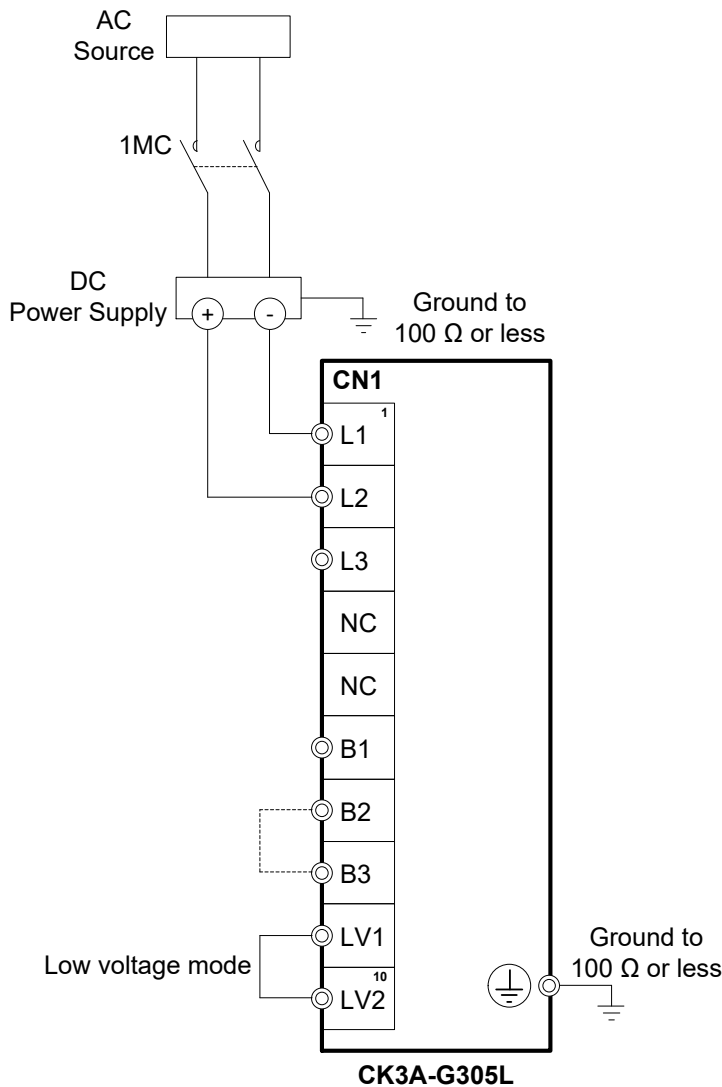 AC
Source
1MC
DC
Power Supply
+
-
Ground to
100 Ω or less
CN1
1
L1
L2
L3
NC
NC
B1
B2
B3
LV1
Low voltage mode
10
LV2
Ground to
100 Ω or less
CK3A-G305L